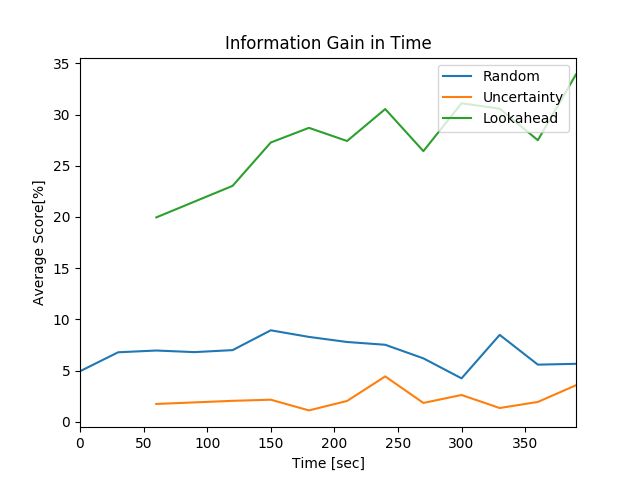 Information Gain in Time
Random
Uncertainty
Lookahead
35
30
25
20
15
10
5
0
Average Score[%]
0 50 100 150 200 250 300 350
Time [sec]